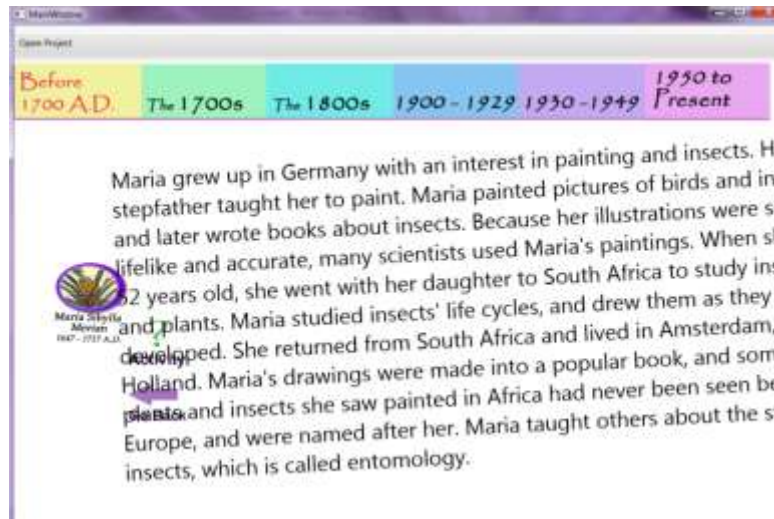 MainWindow
Open Project
Before
1700 A.D.
The 1700s
The 1800s
1900 - 1929
1930 - 1949
1950 to
Present
Maria grew up in Germany with an interest in painting and insects. H
stepfather taught her to paint. Maria painted pictures of birds and in
and later wrote books about insects. Because her illustrations were s
lifelike and accurate, many scientists used Maria's paintings. When s
52 years old, she went with her daughter to South Africa to study ins
and plants. Maria studied insects' life cycles, and drew them as they
developed. She returned from South Africa and lived in Amsterdam,
Holland. Maria's drawings were made into a popular book, and som
plants and insects she saw painted in Africa had never been seen be
Europe, and were named after her. Maria taught others about the s
insects, which is called entomology.
Maria Sibylla
Merian
1647 - 1717 A.D.
?
Activity